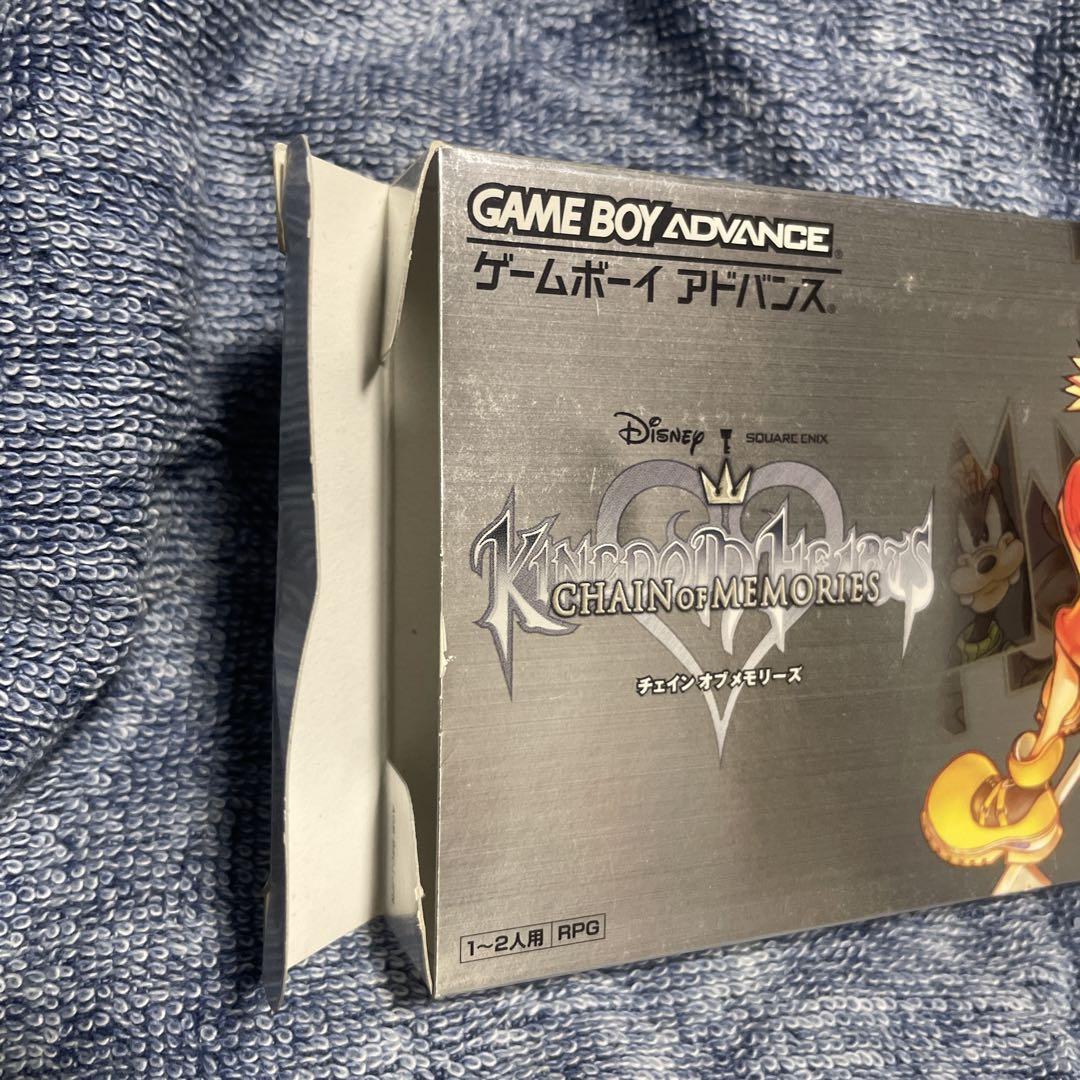 GAME BOY ADVANCE
ゲームボーイ アドバンス
Disney SQUARE ENIX
KINGDOM HEARTS
CHAIN OF MEMORIES
チェイン オブ メモリーズ
1～2人用 RPG